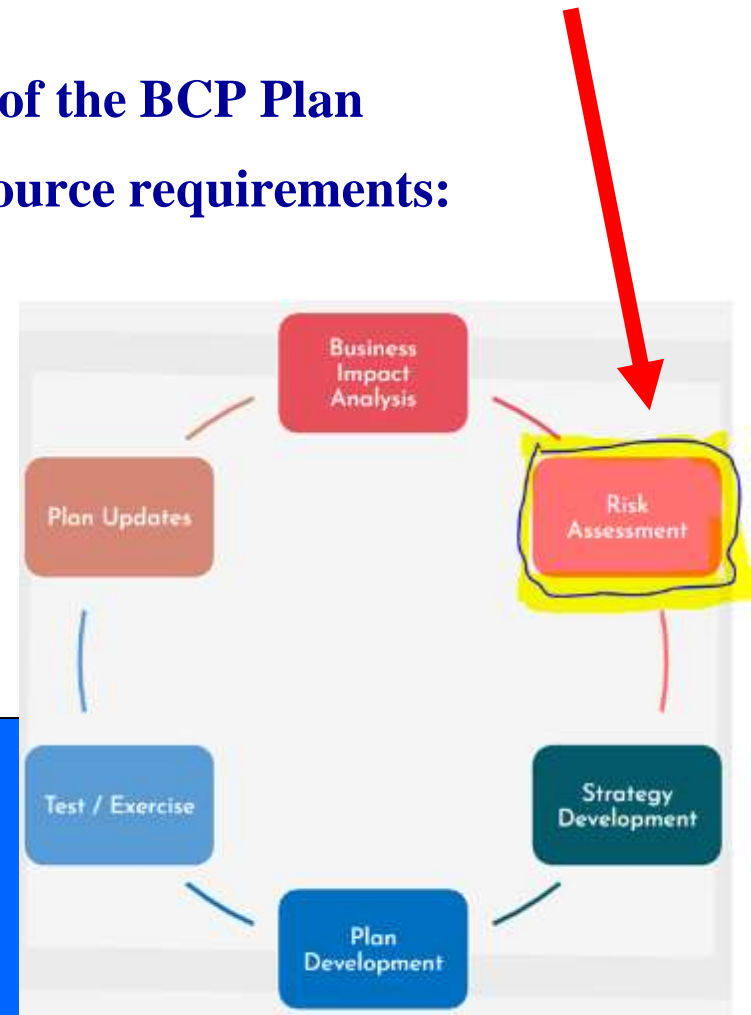 of the BCP Plan
ource requirements:
Business
Impact
Analysis
Plan Updates
Risk
Assessment
Test / Exercise
Strategy
Development
Plan
Development